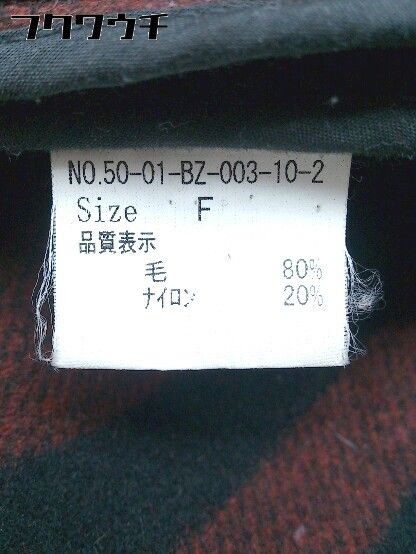 フクウクチ
NO.50-01-BZ-003-10-2
Size F
品質表示
毛 80%
ナイロン 20%